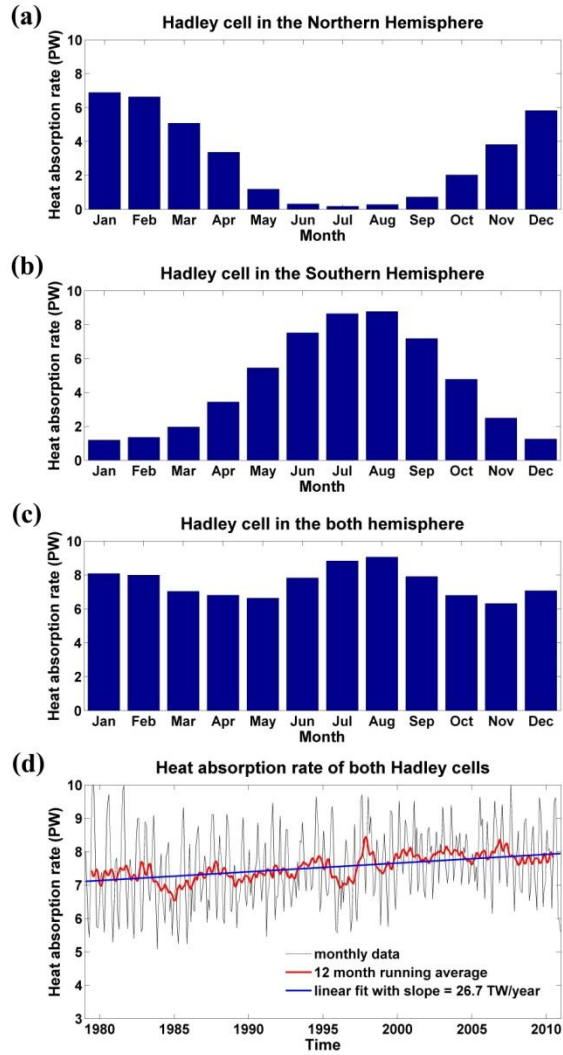 (a)
Hadley cell in the Northern Hemisphere
Heat absorption rate (PW)
10
8
6
4
2
0
Jan Feb Mar Apr May Jun Jul Aug Sep Oct Nov Dec
Month
(b)
Hadley cell in the Southern Hemisphere
Heat absorption rate (PW)
10
8
6
4
2
0
Jan Feb Mar Apr May Jun Jul Aug Sep Oct Nov Dec
Month
(c)
Hadley cell in the both hemisphere
Heat absorption rate (PW)
10
8
6
4
2
0
Jan Feb Mar Apr May Jun Jul Aug Sep Oct Nov Dec
Month
(d)
Heat absorption rate of both Hadley cells
Heat absorption rate (PW)
10
9
8
7
6
5
4
3
monthly data
12 month running average
linear fit with slope = 26.7 TW/year
1980 1985 1990 1995 2000 2005 2010
Time